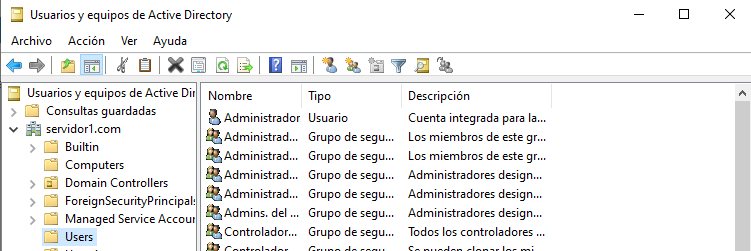 Usuarios y equipos de Active Directory
Archivo Acción Ver Ayuda
Usuarios y equipos de Active Dir
Consultas guardadas
servidor1.com
Builtin
Computers
Domain Controllers
ForeignSecurityPrincipals
Managed Service Accour
Users
Nombre Tipo Descripción
Administrador Usuario Cuenta integrada para la...
Administrad... Grupo de segu... Los miembros de este gr...
Administrad... Grupo de segu... Los miembros de este gr...
Administrad... Grupo de segu... Administradores design...
Administrad... Grupo de segu... Administradores design...
Admins. del ... Grupo de segu... Administradores design...
Controlador... Grupo de segu... Todos los controladores ...
Controlador... Grupo de segu... Se pueden clonar los mi...